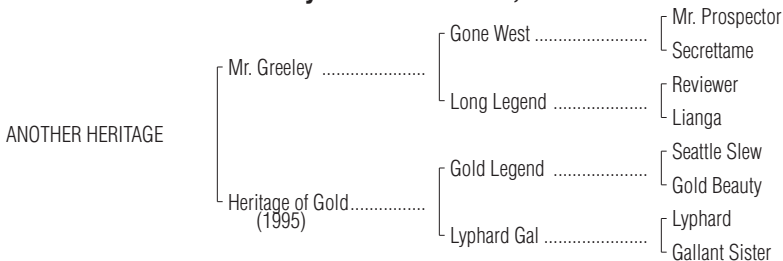 Mr. Prospector
Gone West ........................
Secrettame
Mr. Greeley ......................
Reviewer
Long Legend ....................
Lianga
ANOTHER HERITAGE
Seattle Slew
Gold Legend ....................
Gold Beauty
Heritage of Gold................
(1995)
Lyphard
Lyphard Gal ......................
Gallant Sister